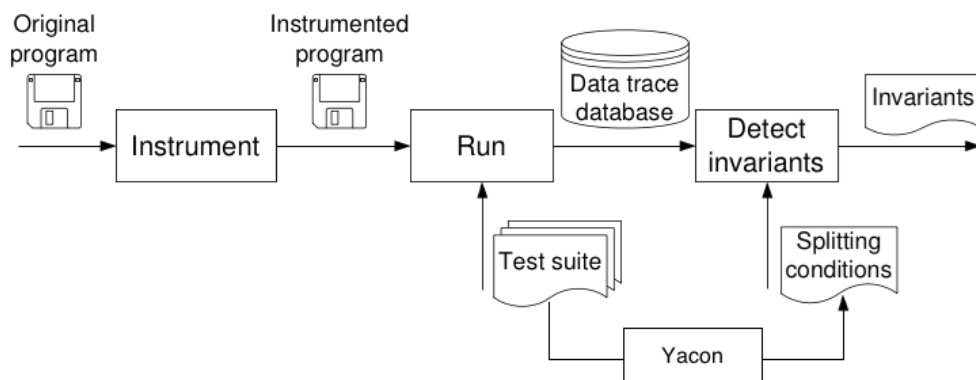 Original
program
Instrumented
program
Data trace
database
Invariants
Instrument
Run
Detect
invariants
Test suite
Splitting
conditions
Yacon